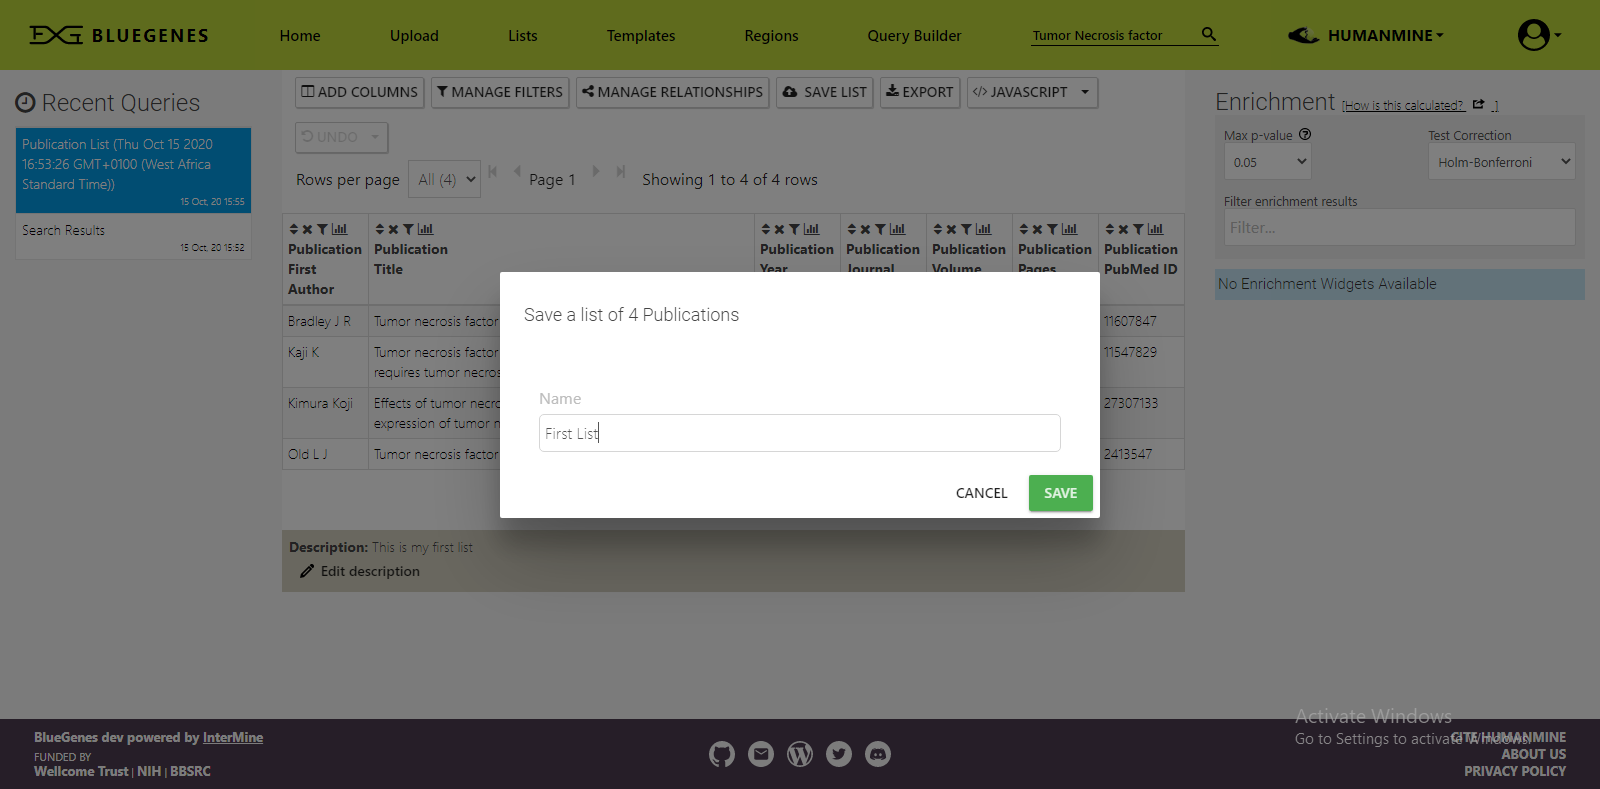 BLUEGENES
Home
Upload
Lists
Templates
Regions
Query Builder
Tumor Necrosis factor
HUMANMINE
Recent Queries
Publication List (Thu Oct 15 2020
16:53:26 GMT+0100 (West Africa
Standard Time))
15 Oct, 20 15:55
Search Results
15 Oct, 20 15:52
ADD COLUMNS
MANAGE FILTERS
MANAGE RELATIONSHIPS
SAVE LIST
EXPORT
</> JAVASCRIPT
UNDO
Rows per page
All (4)
Page 1
Showing 1 to 4 of 4 rows
Publication
First
Author
Publication
Title
Publication
Year
Publication
Journal
Publication
Volume
Publication
Pages
Publication
PubMed ID
Bradley J R
Tumor necrosis factor
11607847
Kaji K
Tumor necrosis factor
requires tumor necros
11547829
Kimura Koji
Effects of tumor necro
expression of tumor n
27307133
Old L J
Tumor necrosis factor
2413547
Save a list of 4 Publications
Name
First List
CANCEL
SAVE
Description: This is my first list
Edit description
Enrichment [How is this calculated? ]
Max p-value
0.05
Test Correction
Holm-Bonferroni
Filter enrichment results
Filter...
No Enrichment Widgets Available
Activate Windows
Go to Settings to activate Windows.
BlueGenes dev powered by InterMine
FUNDED BY
Wellcome Trust | NIH | BBSRC
CITE HUMANMINE
ABOUT US
PRIVACY POLICY